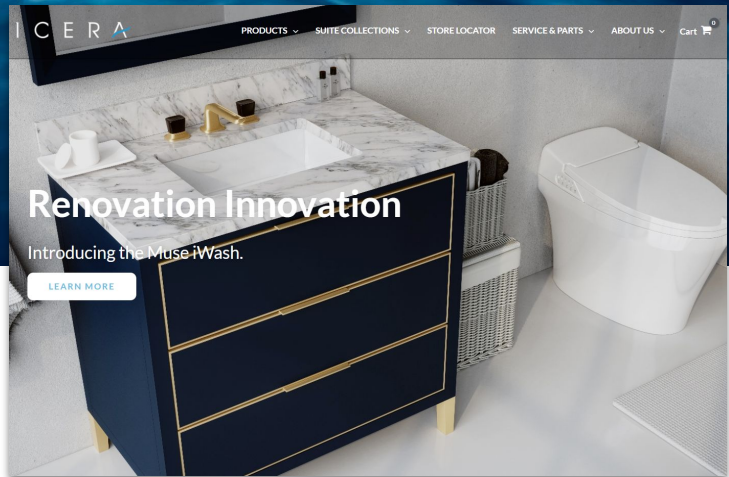 ICERA
PRODUCTS
SUITE COLLECTIONS
STORE LOCATOR
SERVICE & PARTS
ABOUT US
Cart
0
Renovation Innovation
Introducing the Muse iWash.
LEARN MORE